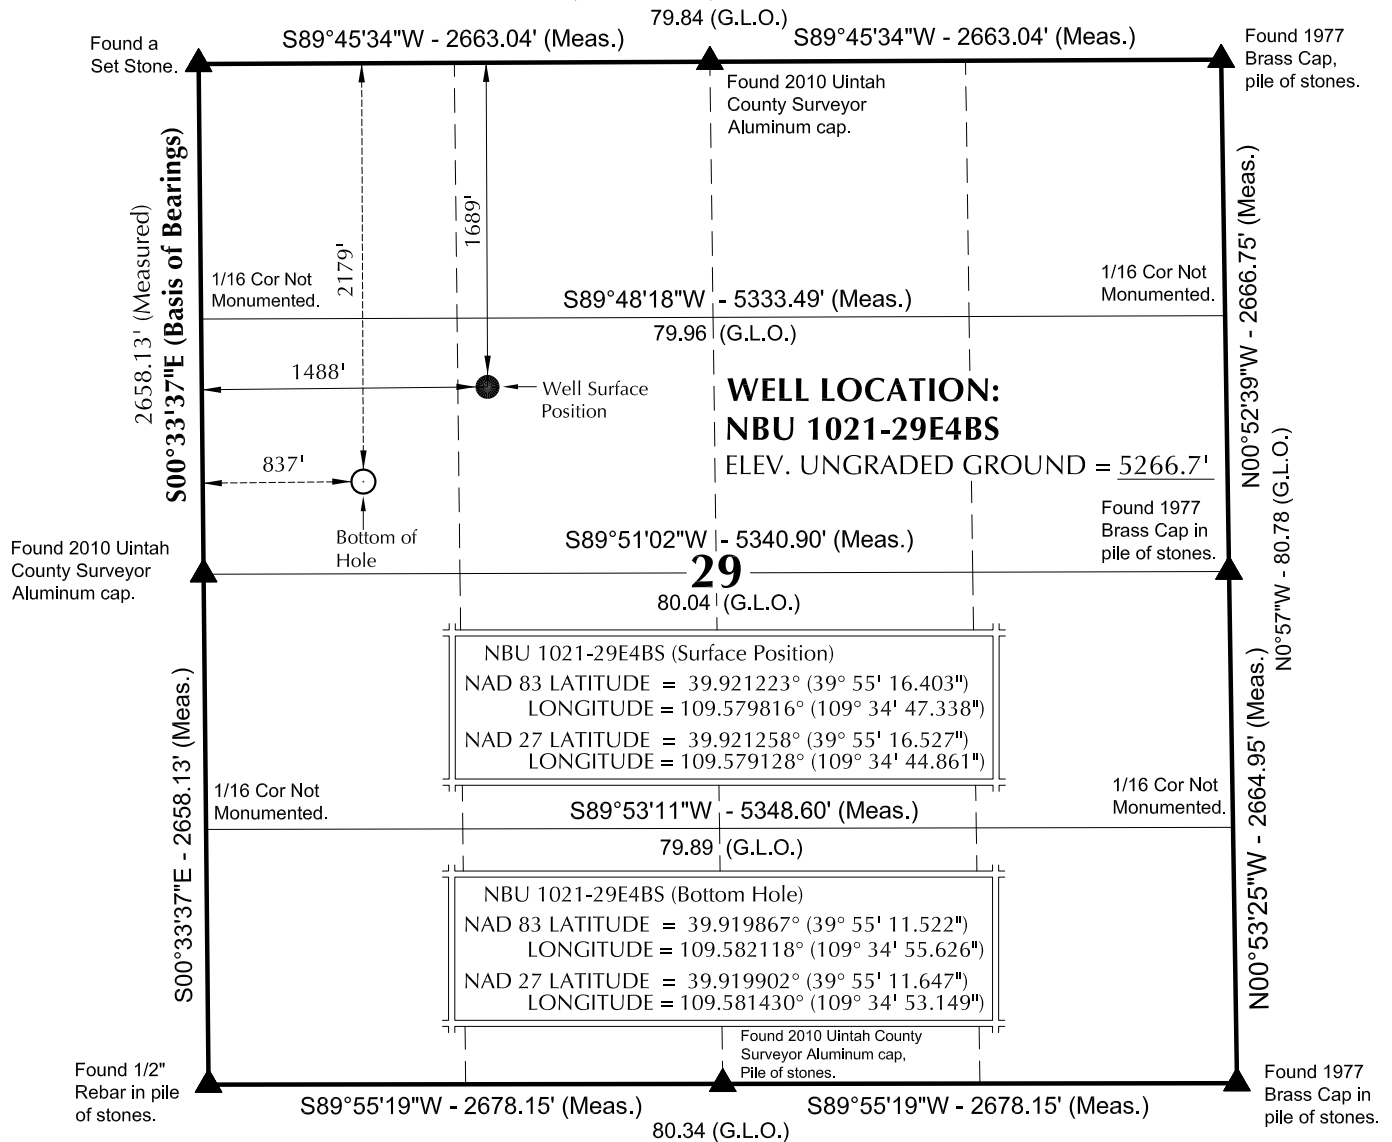 79.84 (G.L.O.)
S89°45'34"W - 2663.04' (Meas.)
S89°45'34"W - 2663.04' (Meas.)
Found a
Set Stone.
Found 1977
Brass Cap,
pile of stones.
Found 2010 Uintah
County Surveyor
Aluminum cap.
2658.13' (Measured)
S00°33'37"E (Basis of Bearings)
2179'
1689'
N00°52'39"W - 2666.75' (Meas.)
1/16 Cor Not
Monumented.
1/16 Cor Not
Monumented.
S89°48'18"W - 5333.49' (Meas.)
79.96 (G.L.O.)
1488'
Well Surface
Position
WELL LOCATION:
NBU 1021-29E4BS
ELEV. UNGRADED GROUND = 5266.7'
837'
Bottom of
Hole
N0°57"W - 80.78 (G.L.O.)
Found 1977
Brass Cap in
pile of stones.
Found 2010 Uintah
County Surveyor
Aluminum cap.
S89°51'02"W - 5340.90' (Meas.)
29
80.04 (G.L.O.)
NBU 1021-29E4BS (Surface Position)
NAD 83 LATITUDE = 39.921223° (39° 55' 16.403")
LONGITUDE = 109.579816° (109° 34' 47.338")
NAD 27 LATITUDE = 39.921258° (39° 55' 16.527")
LONGITUDE = 109.579128° (109° 34' 44.861")
S00°33'37"E - 2658.13' (Meas.)
N00°53'25"W - 2664.95' (Meas.)
1/16 Cor Not
Monumented.
1/16 Cor Not
Monumented.
S89°53'11"W - 5348.60' (Meas.)
79.89 (G.L.O.)
NBU 1021-29E4BS (Bottom Hole)
NAD 83 LATITUDE = 39.919867° (39° 55' 11.522")
LONGITUDE = 109.582118° (109° 34' 55.626")
NAD 27 LATITUDE = 39.919902° (39° 55' 11.647")
LONGITUDE = 109.581430° (109° 34' 53.149")
Found 2010 Uintah County
Surveyor Aluminum cap,
Pile of stones.
Found 1/2"
Rebar in pile
of stones.
Found 1977
Brass Cap in
pile of stones.
S89°55'19"W - 2678.15' (Meas.)
S89°55'19"W - 2678.15' (Meas.)
80.34 (G.L.O.)